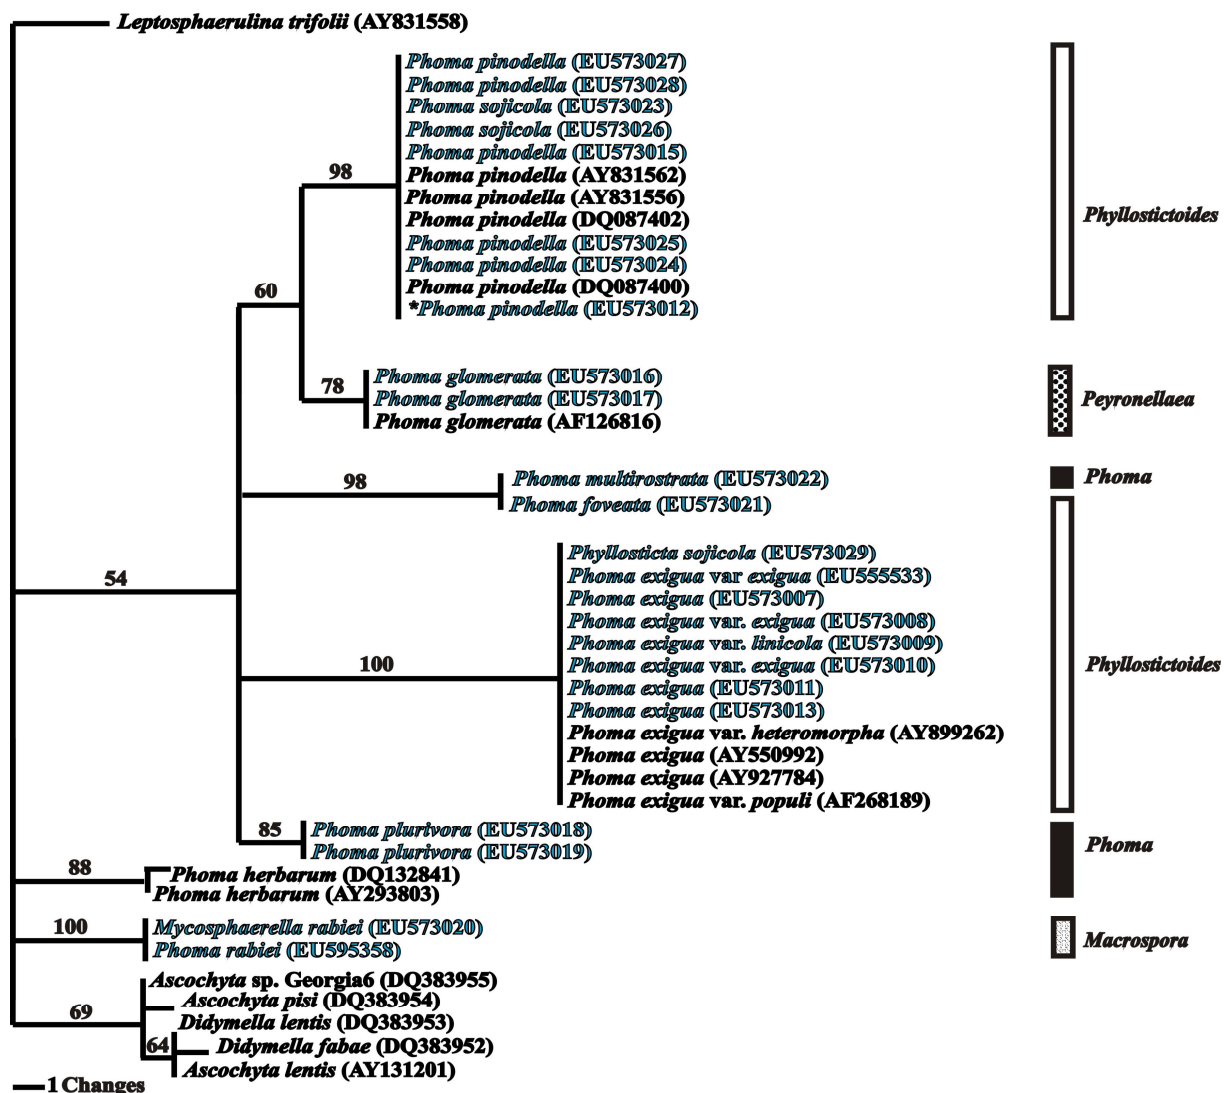 Leptosphaerulina trifolii (AY831558)
Phoma pinodella (EU573027)
Phoma pinodella (EU573028)
Phoma sojicola (EU573023)
Phoma sojicola (EU573026)
Phoma pinodella (EU573015)
98
Phoma pinodella (AY831562)
Phoma pinodella (AY831556)
Phoma pinodella (DQ087402)
Phyllostictoides
Phoma pinodella (EU573025)
Phoma pinodella (EU573024)
Phoma pinodella (DQ087400)
60
*Phoma pinodella (EU573012)
Phoma glomerata (EU573016)
78
Phoma glomerata (EU573017)
Peyronellaea
Phoma glomerata (AF126816)
98
Phoma multirostrata (EU573022)
Phoma
Phoma foveata (EU573021)
Phyllosticta sojicola (EU573029)
54
Phoma exigua var exigua (EU555533)
Phoma exigua (EU573007)
Phoma exigua var. exigua (EU573008)
Phoma exigua var. linicola (EU573009)
100
Phoma exigua var. exigua (EU573010)
Phyllostictoides
Phoma exigua (EU573011)
Phoma exigua (EU573013)
Phoma exigua var. heteromorpha (AY899262)
Phoma exigua (AY550992)
Phoma exigua (AY927784)
Phoma exigua var. populi (AF268189)
85
Phoma plurivora (EU573018)
Phoma plurivora (EU573019)
Phoma
88
Phoma herbarum (DQ132841)
Phoma herbarum (AY293803)
100
Mycosphaerella rabiei (EU573020)
Phoma rabiei (EU595358)
Macrospora
Ascochyta sp. Georgia6 (DQ383955)
Ascochyta pisi (DQ383954)
69
Didymella lentis (DQ383953)
64
Didymella fabae (DQ383952)
Ascochyta lentis (AY131201)
1 Changes